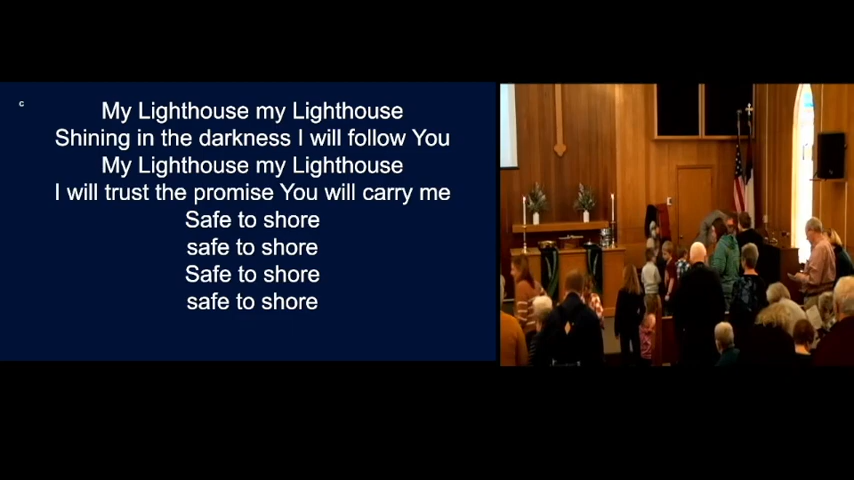 c
My Lighthouse my Lighthouse
Shining in the darkness I will follow You
My Lighthouse my Lighthouse
I will trust the promise You will carry me
Safe to shore
safe to shore
Safe to shore
safe to shore